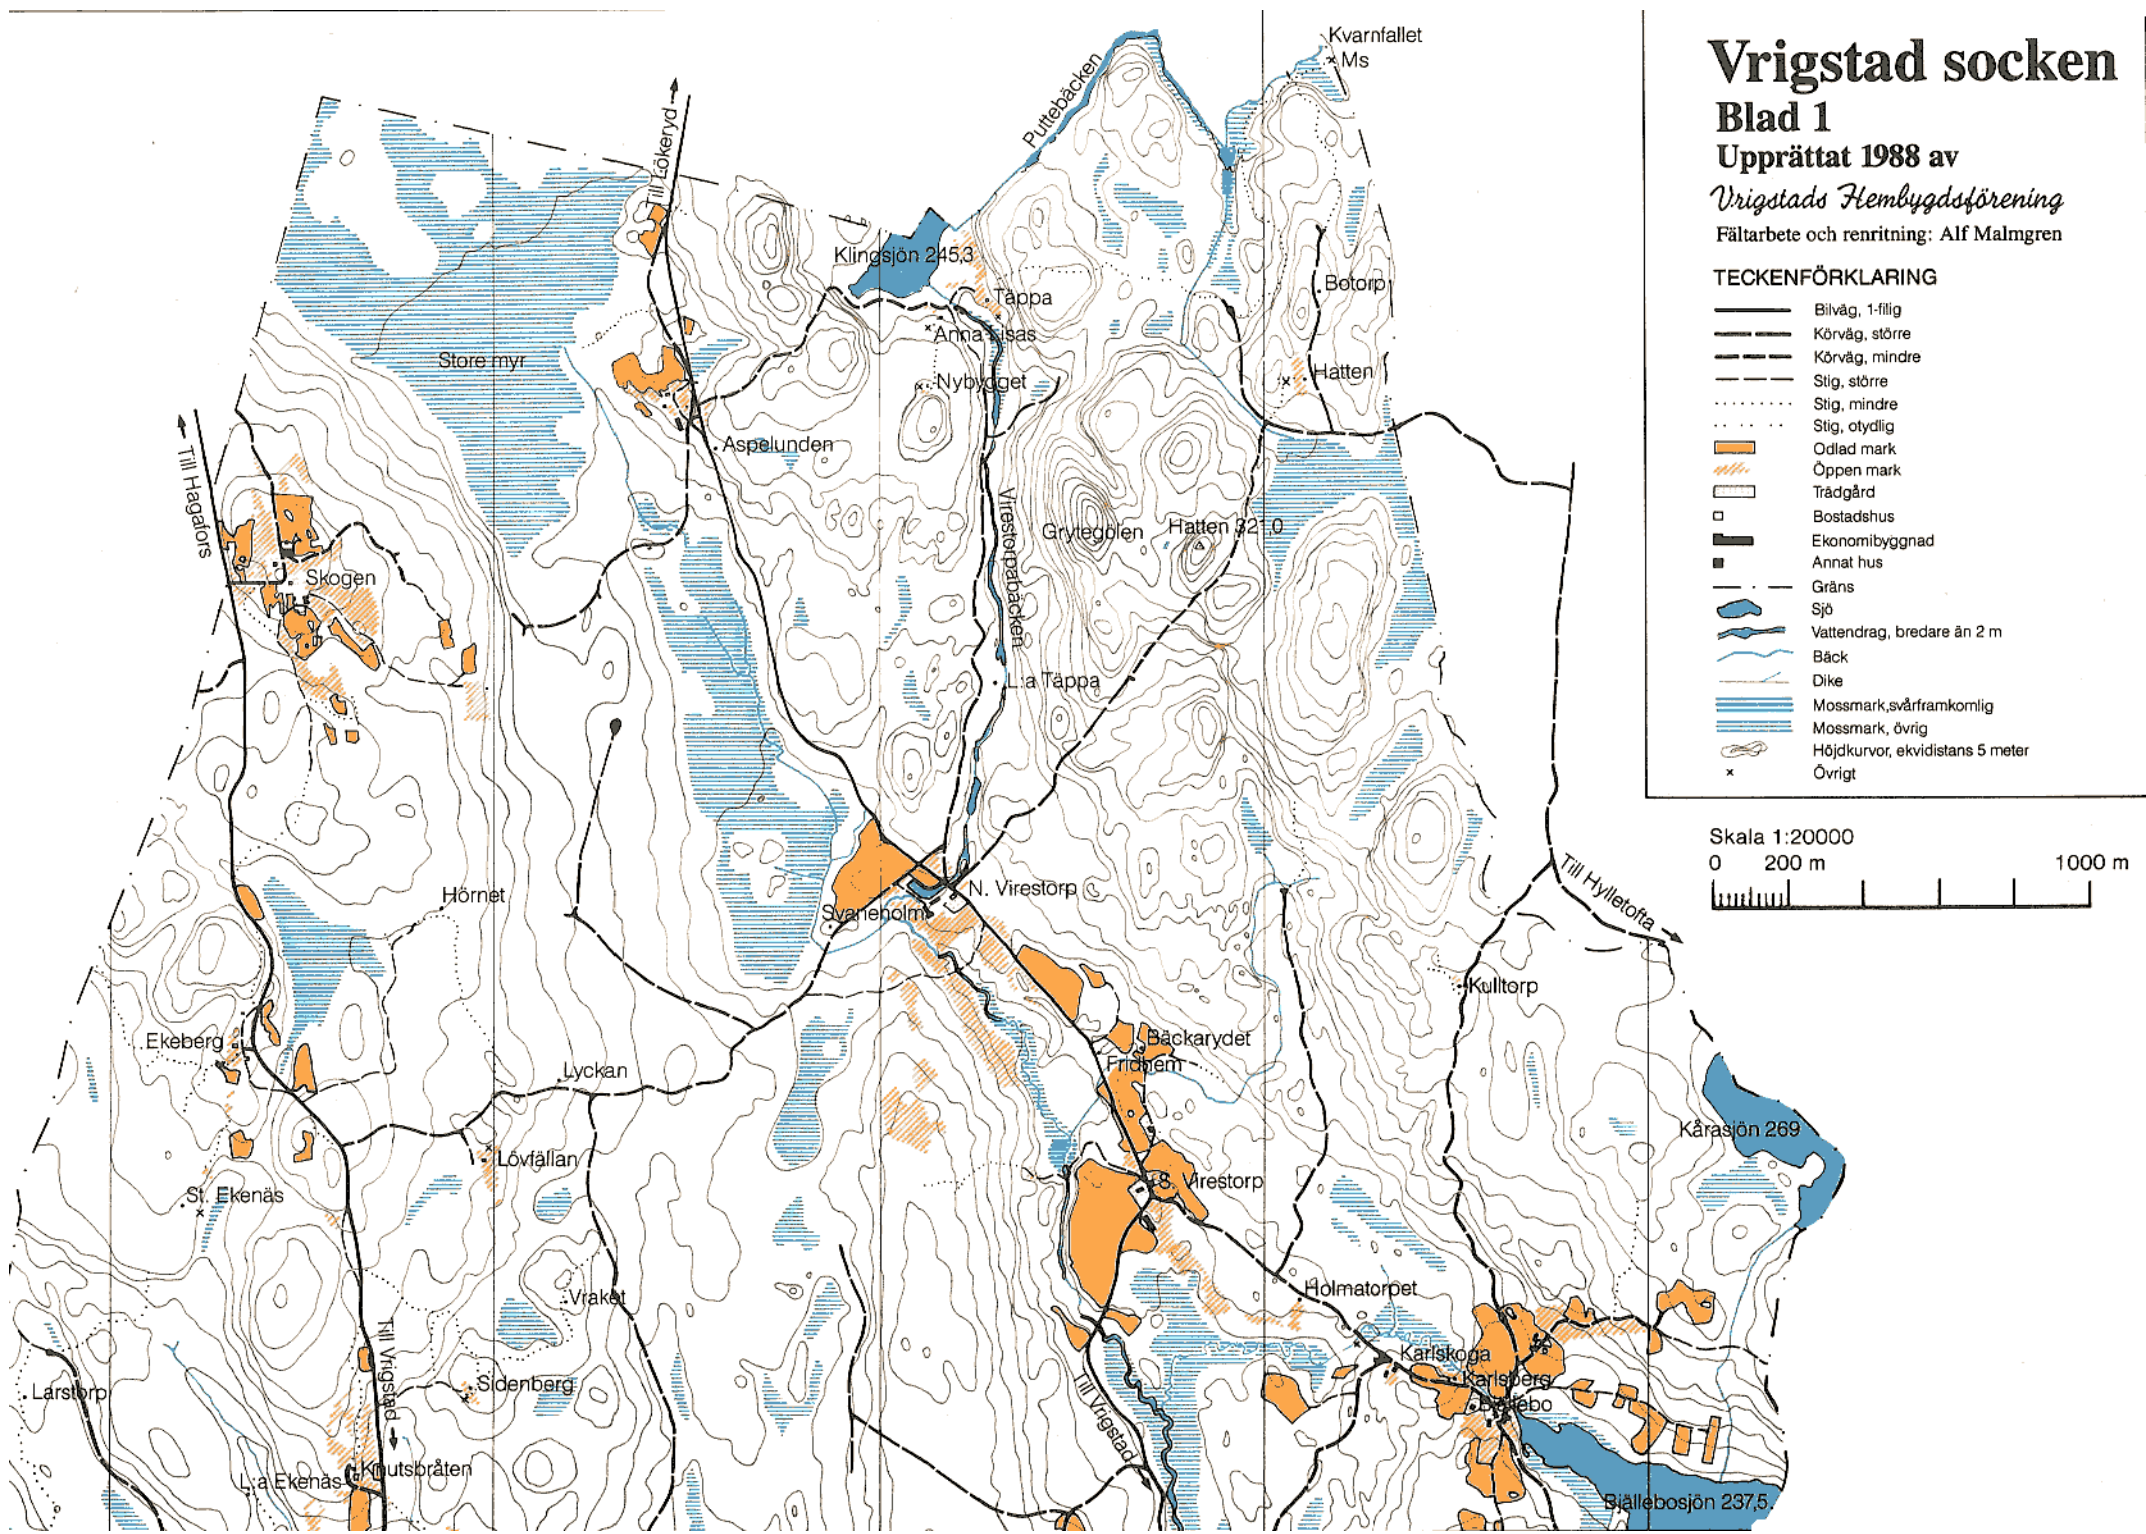 Vrigstad socken
Blad 1
Upprättat 1988 av
Vrigstads Hembygdsförening
Fältarbete och renritning: Alf Malmgren
TECKENFÖRKLARING
Bilväg, 1-filig
Körväg, större
Körväg, mindre
Stig, större
Stig, mindre
Stig, otydlig
Odlad mark
Öppen mark
Trädgård
Bostadshus
Ekonomibyggnad
Annat hus
Gräns
Sjö
Vattendrag, bredare än 2 m
Bäck
Dike
Mossmark,svårframkomlig
Mossmark, övrig
Höjdkurvor, ekvidistans 5 meter
Övrigt
Skala 1:20000
0 200 m 1000 m
Kvarnfallet
Ms
Puttebäcken
Till Lökeryd
Klingsjön 245,3
Täppa
Botorp
Anna Lisas
Store myr
Nybygget
Hatten
Aspelunden
Till Hagafors
Virestorpabäcken
Grytegölen
Hatten 321,0
Skogen
L:a Täppa
Hörnet
N. Virestorp
Svaneholm
Till Hylletofta
Kulltorp
Ekeberg
Bäckarydet
Fridhem
Lyckan
Kårasjön 269
Lövfällan
St. Ekenäs
S. Virestorp
Vraket
Holmatorpet
Till Vrigstad
Karlskoga
Karlsberg
Larstorp
Sidenberg
Bjällebo
Till Vrigstad
Knutsbråten
L:a Ekenäs
Bjällebosjön 237,5